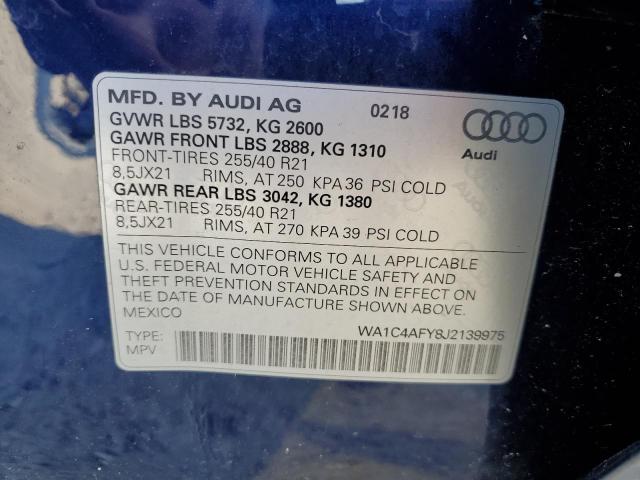 MFD. BY AUDI AG 0218
GVWR LBS 5732, KG 2600
GAWR FRONT LBS 2888, KG 1310
FRONT-TIRES 255/40 R21
8,5JX21 RIMS, AT 250 KPA 36 PSI COLD
GAWR REAR LBS 3042, KG 1380
REAR-TIRES 255/40 R21
8,5JX21 RIMS, AT 270 KPA 39 PSI COLD
Audi
THIS VEHICLE CONFORMS TO ALL APPLICABLE
U.S. FEDERAL MOTOR VEHICLE SAFETY AND
THEFT PREVENTION STANDARDS IN EFFECT ON
THE DATE OF MANUFACTURE SHOWN ABOVE.
MEXICO
WA1C4AFY8J2139975
TYPE:
MPV